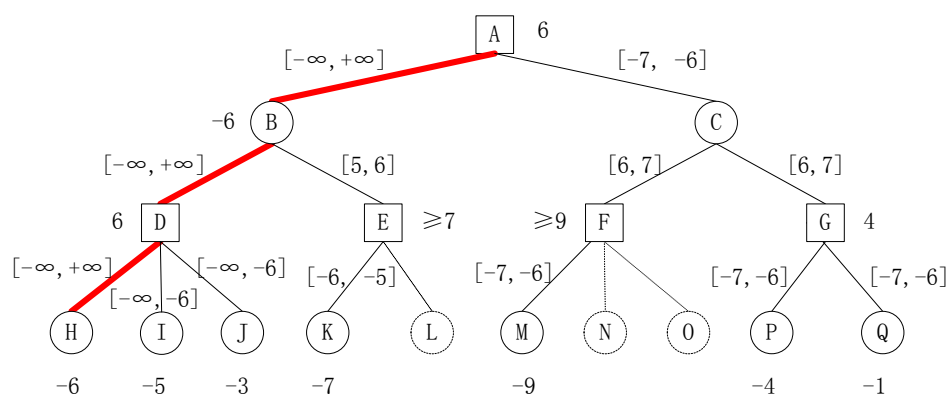 A 6
[-∞, +∞] [-7, -6]
-6 B C
[-∞, +∞] [5, 6] [6, 7] [6, 7]
6 D E ≥7 ≥9 F G 4
[-∞, +∞] [-∞, -6] [-6, -5] [-7, -6] [-7, -6] [-7, -6]
[-∞, -6]
H I J K L M N O P Q
-6 -5 -3 -7 -9 -4 -1